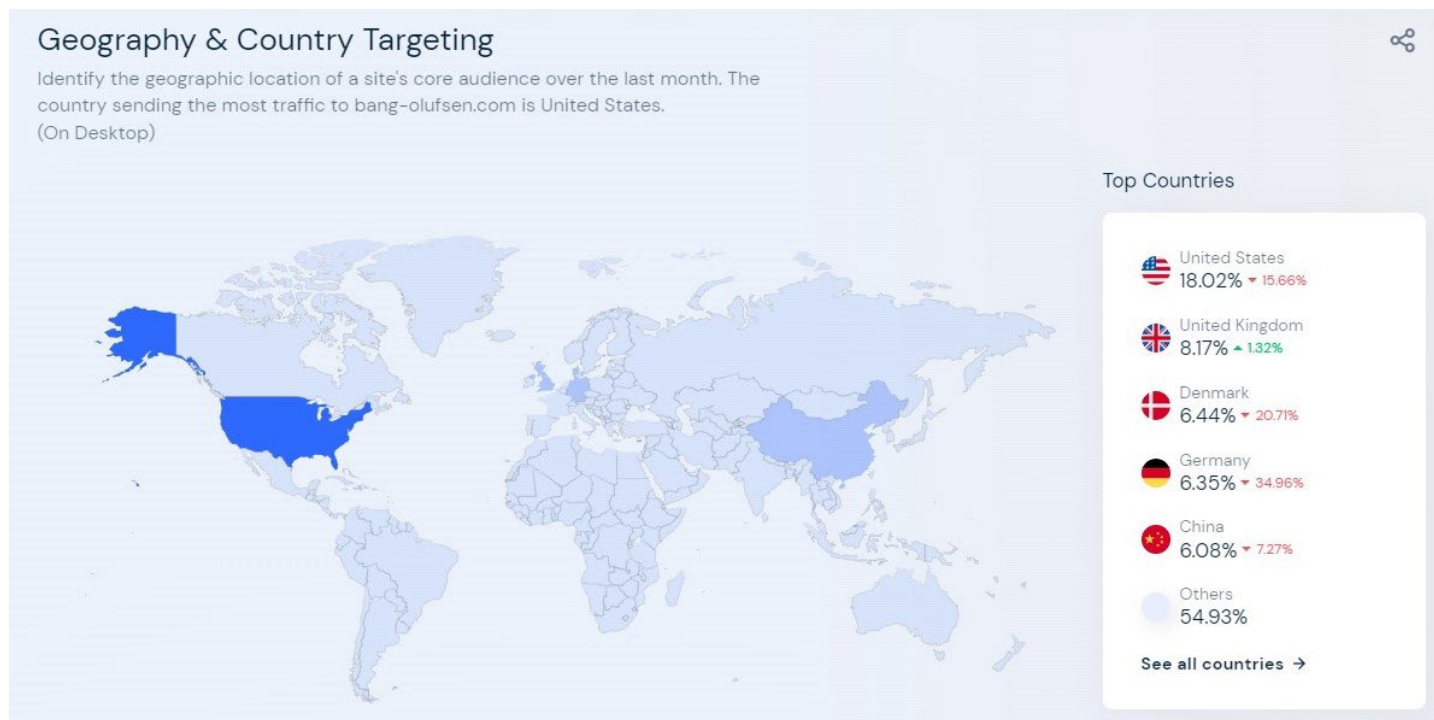 Geography & Country Targeting
Identify the geographic location of a site's core audience over the last month. The
country sending the most traffic to bang-olufsen.com is United States.
(On Desktop)
Top Countries
United States
18.02% ▼ 15.66%
United Kingdom
8.17% ▲ 1.32%
Denmark
6.44% ▼ 20.71%
Germany
6.35% ▼ 34.96%
China
6.08% ▼ 7.27%
Others
54.93%
See all countries →